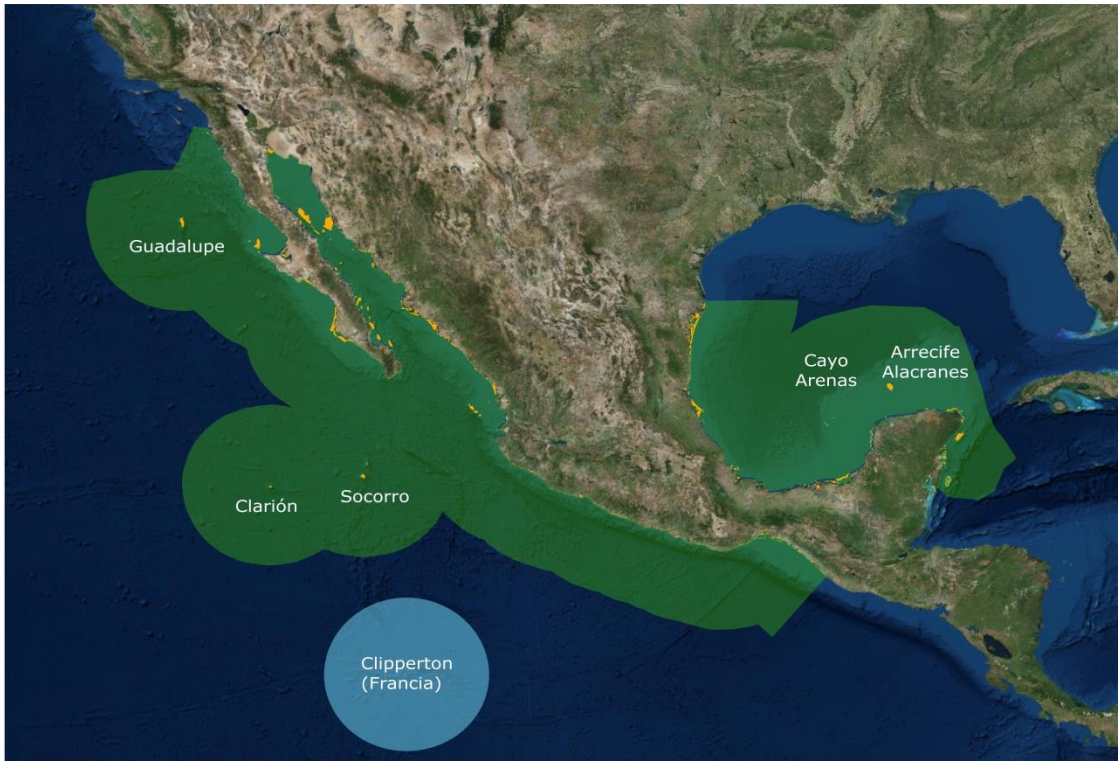 Guadalupe
Cayo
Arenas
Arrecife
Alacranes
Clarión
Socorro
Clipperton
(Francia)